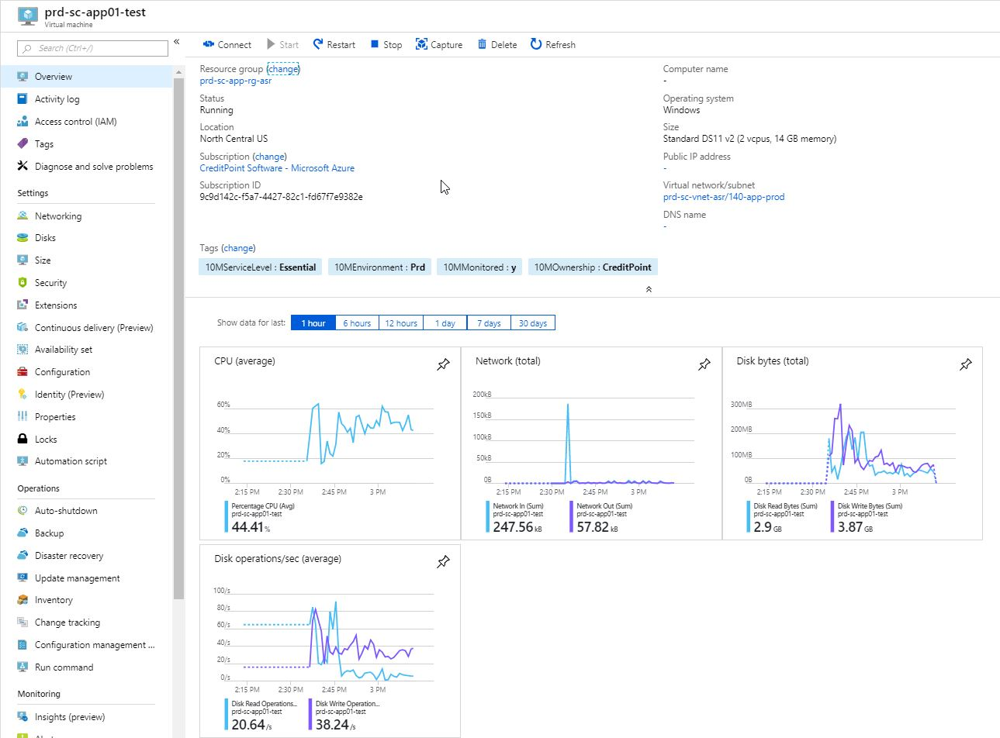 prd-sc-app01-test
Virtual machine
Search (Ctrl+/)
«
Connect
Start
Restart
Stop
Capture
Delete
Refresh
Overview
Activity log
Access control (IAM)
Tags
Diagnose and solve problems
Settings
Networking
Disks
Size
Security
Extensions
Continuous delivery (Preview)
Availability set
Configuration
Identity (Preview)
Properties
Locks
Automation script
Operations
Auto-shutdown
Backup
Disaster recovery
Update management
Inventory
Change tracking
Configuration management ...
Run command
Monitoring
Insights (preview)
Resource group (change)
prd-sc-app-rg-asr
Status
Running
Location
North Central US
Subscription (change)
CreditPoint Software - Microsoft Azure
Subscription ID
9c9d142c-f5a7-4427-82c1-fd67f7e9382e
Computer name
-
Operating system
Windows
Size
Standard DS11 v2 (2 vcpus, 14 GB memory)
Public IP address
-
Virtual network/subnet
prd-sc-vnet-asr/140-app-prod
DNS name
-
Tags (change)
10MServiceLevel : Essential
10MEnvironment : Prd
10MMonitored : y
10MOwnership : CreditPoint
Show data for last:
1 hour
6 hours
12 hours
1 day
7 days
30 days
CPU (average)
60%
40%
20%
0%
2:15 PM
2:30 PM
2:45 PM
3 PM
Percentage CPU (Avg)
prd-sc-app01-test
44.41 %
Network (total)
200kB
150kB
100kB
50kB
0B
2:15 PM
2:30 PM
2:45 PM
3 PM
Network In (Sum)
prd-sc-app01-test
247.56 kB
Network Out (Sum)
prd-sc-app01-test
57.82 kB
Disk bytes (total)
300MB
200MB
100MB
0B
2:15 PM
2:30 PM
2:45 PM
3 PM
Disk Read Bytes (Sum)
prd-sc-app01-test
2.9 GB
Disk Write Bytes (Sum)
prd-sc-app01-test
3.87 GB
Disk operations/sec (average)
100/s
80/s
60/s
40/s
20/s
0/s
2:15 PM
2:30 PM
2:45 PM
3 PM
Disk Read Operations...
prd-sc-app01-test
20.64 /s
Disk Write Operation...
prd-sc-app01-test
38.24 /s